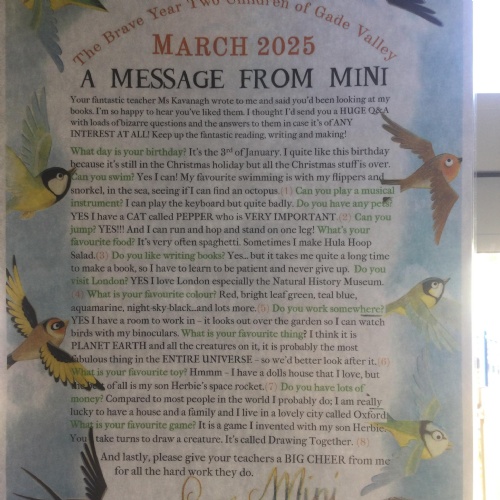 The Brave Year Two Children of Gade Valley
MARCH 2025
A MESSAGE FROM MINI
Your fantastic teacher Ms Kavanagh wrote to me and said you'd been looking at my
books. I'm so happy to hear you've liked them. I thought I'd send you a HUGE Q&A
with loads of bizarre questions and the answers to them in case it's of ANY
INTEREST AT ALL! Keep up the fantastic reading, writing and making!
What day is your birthday? It's the 3rd of January. I quite like this birthday
because it's still in the Christmas holiday but all the Christmas stuff is over.
Can you swim? Yes I can! My favourite swimming is with my flippers and
snorkel, in the sea, seeing if I can find an octopus.(1) Can you play a musical
instrument? I can play the keyboard but quite badly. Do you have any pets?
YES I have a CAT called PEPPER who is VERY IMPORTANT.(2) Can you
jump? YES!!! And I can run and hop and stand on one leg! What's your
favourite food? It's very often spaghetti. Sometimes I make Hula Hoop
Salad.(3) Do you like writing books? Yes.. but it takes me quite a long time
to make a book, so I have to learn to be patient and never give up. Do you
visit London? YES I love London especially the Natural History Museum.
(4) What is your favourite colour? Red, bright leaf green, teal blue,
aquamarine, night-sky-black..and lots more.(5) Do you work somewhere?
YES I have a room to work in – it looks out over the garden so I can watch
birds with my binoculars. What is your favourite thing? I think it is
PLANET EARTH and all the creatures on it, it is probably the most
fabulous thing in the ENTIRE UNIVERSE – so we'd better look after it.(6)
What is your favourite toy? Hmmm - I have a dolls house that I love, but
the of all is my son Herbie's space rocket.(7) Do you have lots of
money? Compared to most people in the world I probably do; I am really
lucky to have a house and a family and I live in a lovely city called Oxford.
What is your favourite game? It is a game I invented with my son Herbie.
You take turns to draw a creature. It's called Drawing Together. (8)
And lastly, please give your teachers a BIG CHEER from me
for all the hard work they do.
Mini